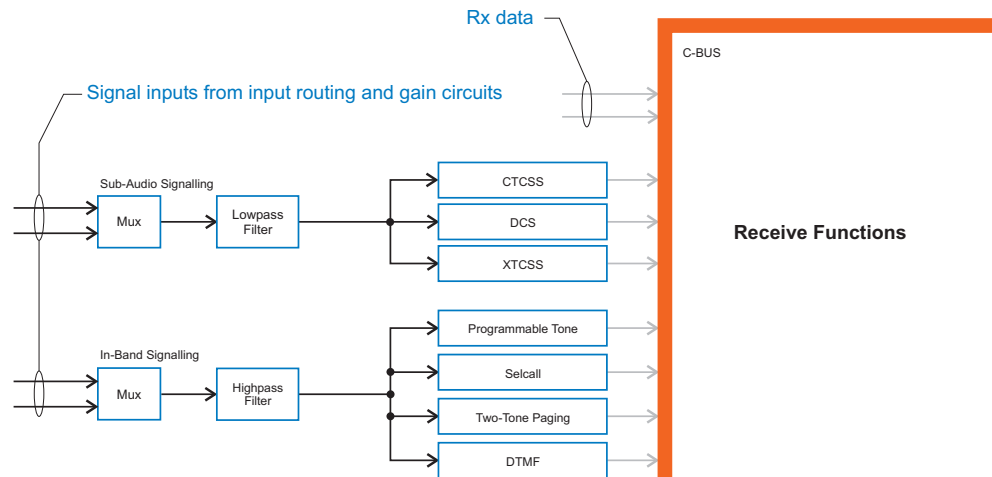 Rx data
C-BUS
Signal inputs from input routing and gain circuits
Sub-Audio Signalling
Mux
Lowpass
Filter
CTCSS
DCS
XTCSS
Receive Functions
In-Band Signalling
Mux
Highpass
Filter
Programmable Tone
Selcall
Two-Tone Paging
DTMF